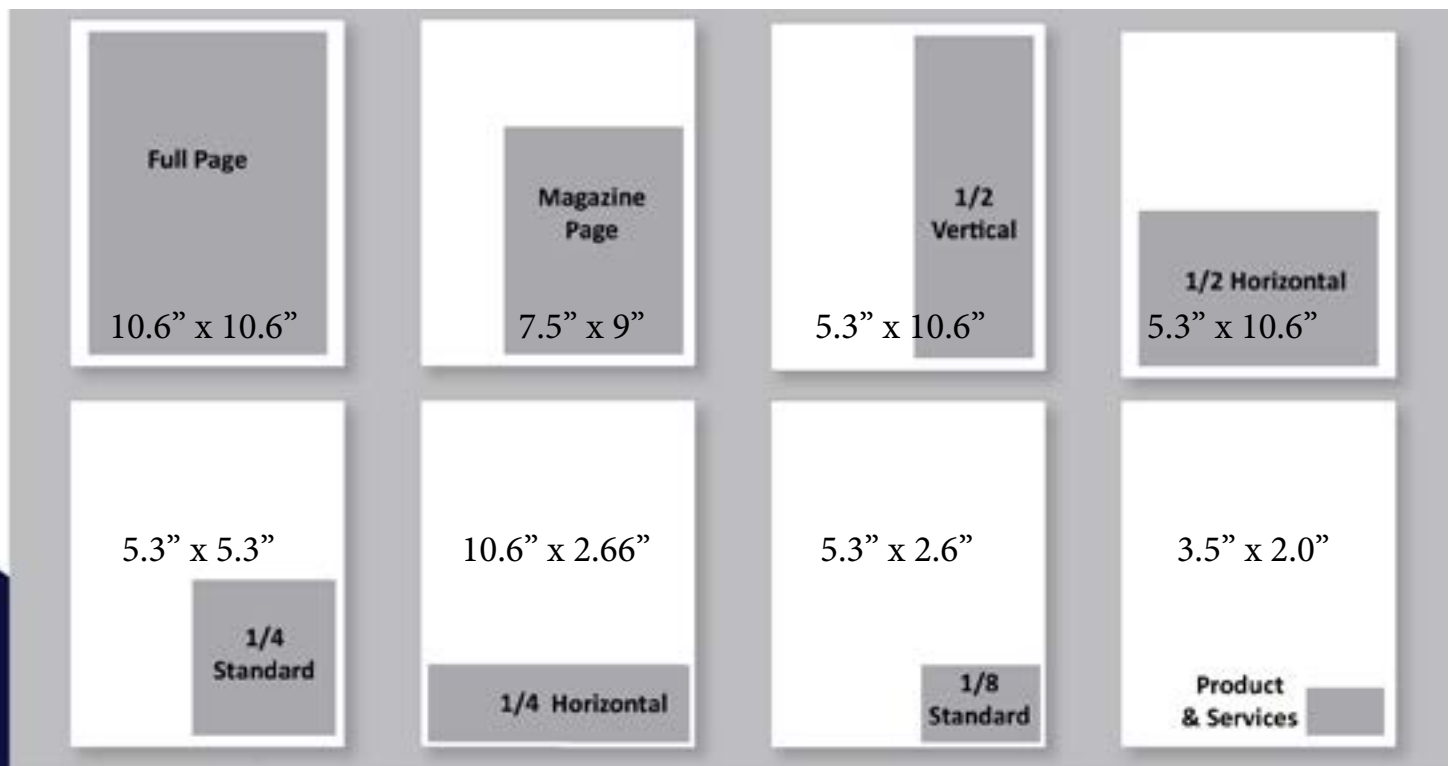 Full Page
10.6” x 10.6”
Magazine
Page
7.5” x 9”
1/2
Vertical
5.3” x 10.6”
1/2 Horizontal
5.3” x 10.6”
5.3” x 5.3”
1/4
Standard
10.6” x 2.66”
1/4 Horizontal
5.3” x 2.6”
1/8
Standard
3.5” x 2.0”
Product
& Services